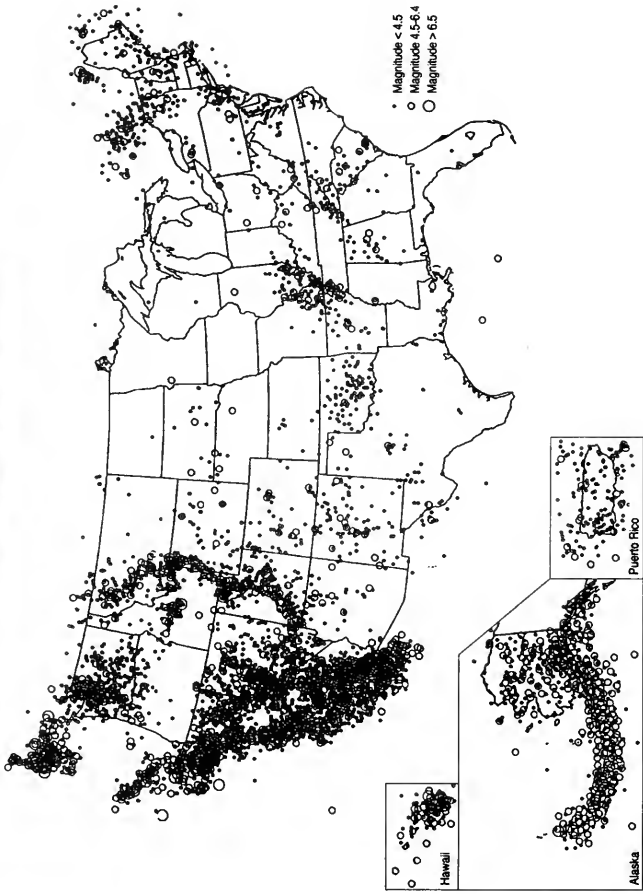 Magnitude < 4.5
Magnitude 4.5-6.4
Magnitude > 6.5
Hawaii
Alaska
Puerto Rico